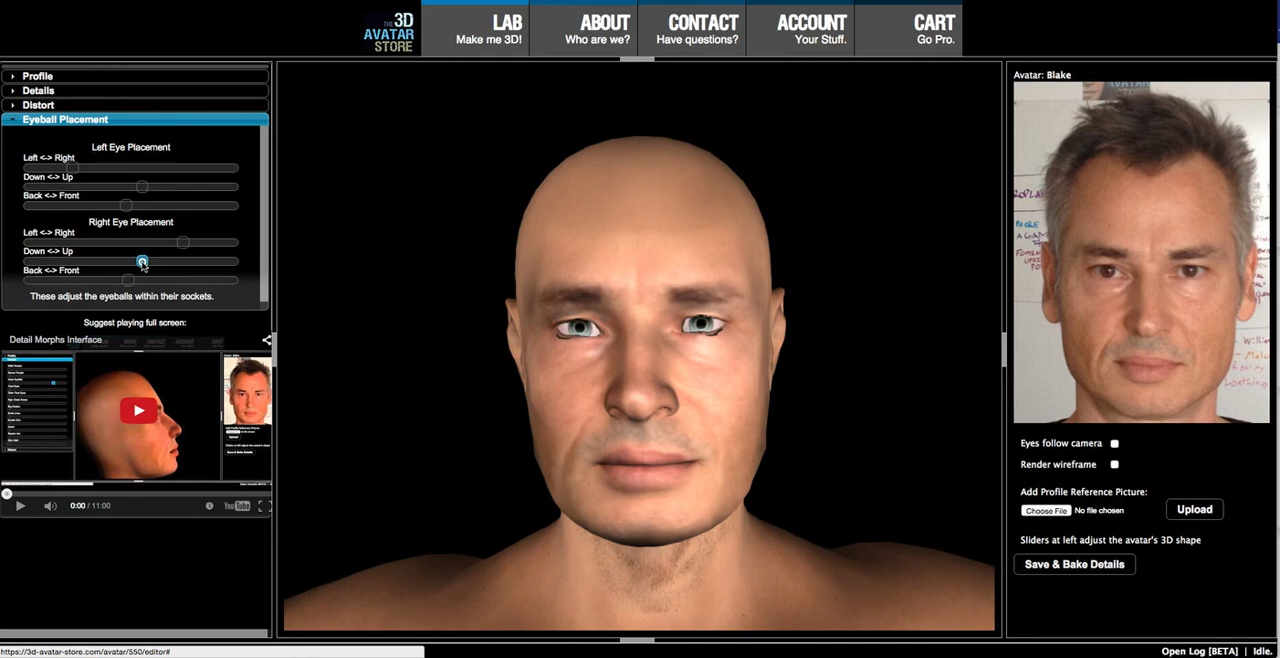 THE 3D
AVATAR
STORE
LAB
Make me 3D!
ABOUT
Who are we?
CONTACT
Have questions?
ACCOUNT
Your Stuff.
CART
Go Pro.
Profile
Details
Distort
Eyeball Placement
Left Eye Placement
Left <-> Right
Down <-> Up
Back <-> Front
Right Eye Placement
Left <-> Right
Down <-> Up
Back <-> Front
These adjust the eyeballs within their sockets.
Suggest playing full screen:
Detail Morphs Interface
0:00 / 11:00
YouTube
Avatar: Blake
AVATAR
MORE
Eyes follow camera
Render wireframe
Add Profile Reference Picture:
Choose File No file chosen
Upload
Sliders at left adjust the avatar's 3D shape
Save & Bake Details
https://3d-avatar-store.com/avatar/550/editor#
Open Log [BETA] | Idle.